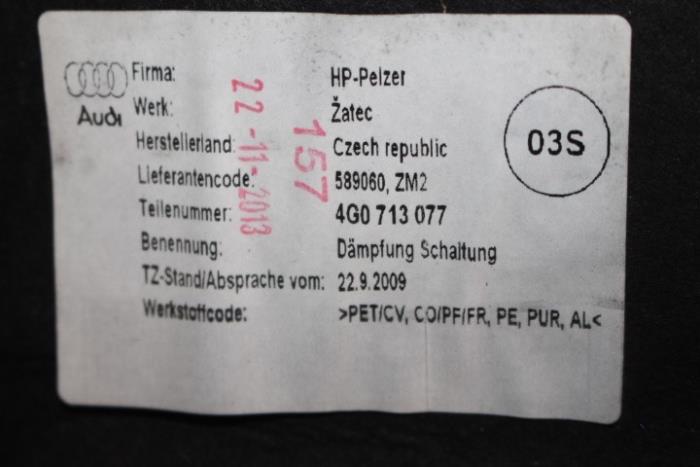 Audi
Firma: HP-Pelzer
Werk: Žatec
Herstellerland: Czech republic
Lieferantencode: 589060, ZM2
Teilenummer: 4G0 713 077
Benennung: Dämpfung Schaltung
TZ-Stand/Absprache vom: 22.9.2009
Werkstoffcode: >PET/CV, CO/PF/FR, PE, PUR, AL<
03S
22-11-2013
157